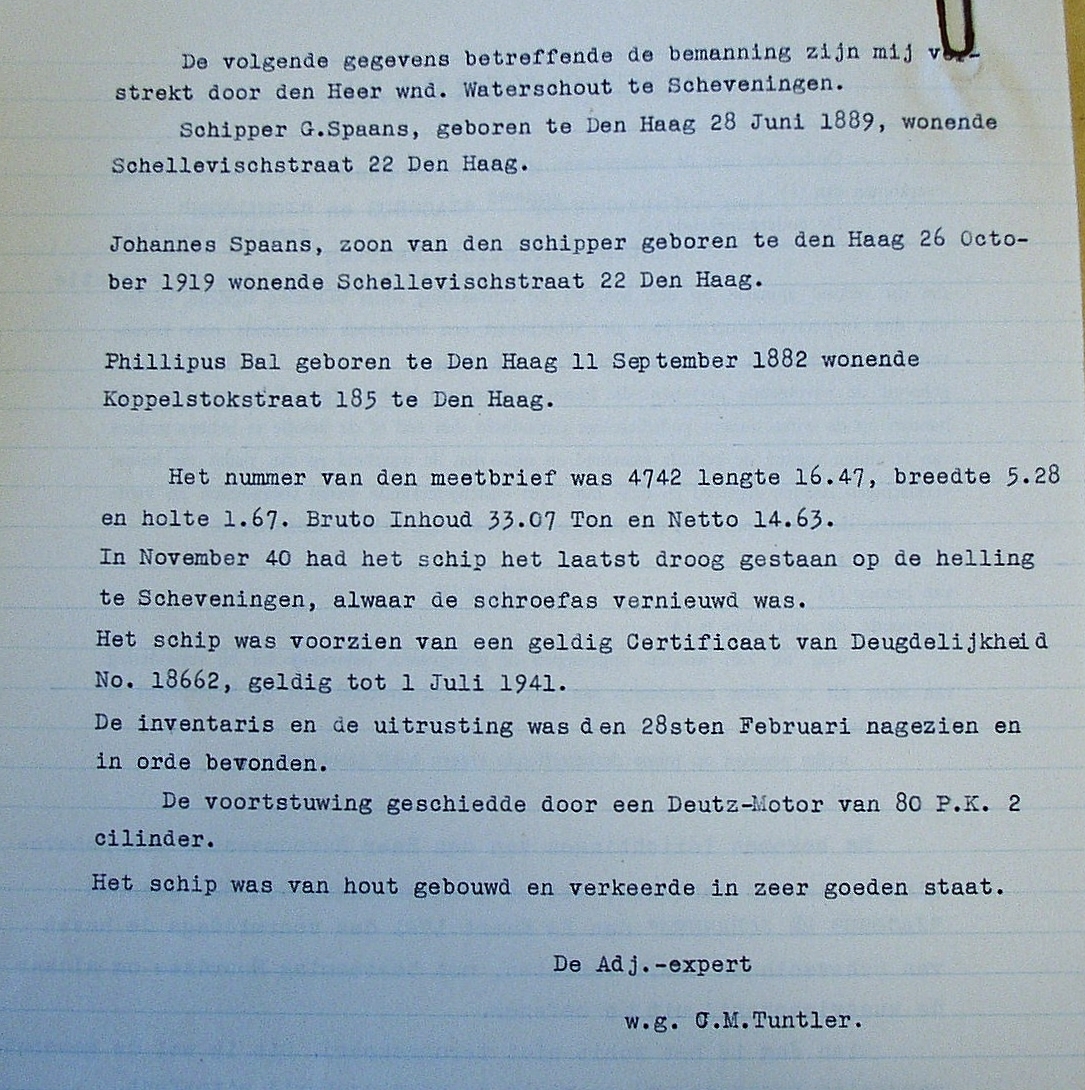 De volgende gegevens betreffende de bemanning zijn mij ver-
strekt door den Heer wnd. Waterschout te Scheveningen.
Schipper G.Spaans, geboren te Den Haag 28 Juni 1889, wonende
Schellevischstraat 22 Den Haag.
Johannes Spaans, zoon van den schipper geboren te den Haag 26 Octo-
ber 1919 wonende Schellevischstraat 22 Den Haag.
Phillipus Bal geboren te Den Haag 11 September 1882 wonende
Koppelstokstraat 185 te Den Haag.
Het nummer van den meetbrief was 4742 lengte 16.47, breedte 5.28
en holte 1.67. Bruto Inhoud 33.07 Ton en Netto 14.63.
In November 40 had het schip het laatst droog gestaan op de helling
te Scheveningen, alwaar de schroefas vernieuwd was.
Het schip was voorzien van een geldig Certificaat van Deugdelijkheid
No. 18662, geldig tot 1 Juli 1941.
De inventaris en de uitrusting was den 28sten Februari nagezien en
in orde bevonden.
De voortstuwing geschiedde door een Deutz-Motor van 80 P.K. 2
cilinder.
Het schip was van hout gebouwd en verkeerde in zeer goeden staat.
De Adj.-expert
w.g. G.M.Tuntler.